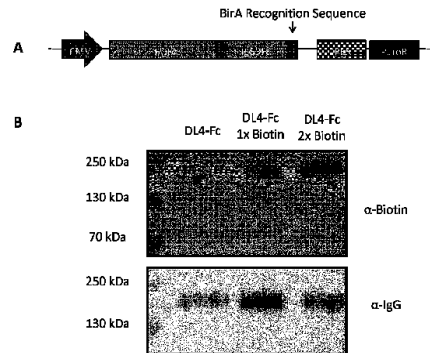 BirA Recognition Sequence
A
B
DL4-Fc
DL4-Fc
1x Biotin
DL4-Fc
2x Biotin
250 kDa
130 kDa
70 kDa
α-Biotin
250 kDa
130 kDa
α-IgG